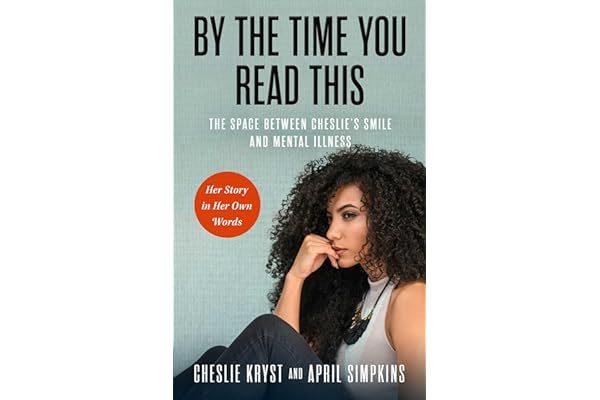 BY THE TIME YOU
READ THIS
THE SPACE BETWEEN CHESLIE'S SMILE
AND MENTAL ILLNESS
Her Story
in Her Own
Words
CHESLIE KRYST AND APRIL SIMPKINS